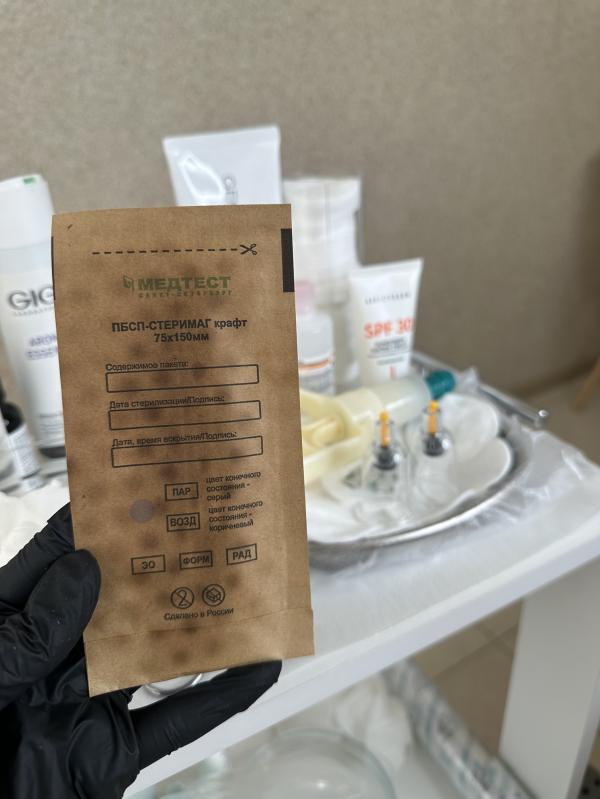 МЕДТЕСТ
САНКТ-ПЕТЕРБУРГ
ПБСП-СТЕРИМАГ крафт
75х150мм
Содержимое пакета:
Дата стерилизации/Подпись:
Дата, время вскрытия/Подпись:
ПАР
цвет конечного
состояния -
серый
ВОЗД
цвет конечного
состояния -
коричневый
ЭО ФОРМ РАД
Сделано в России
GIG
SPF 30